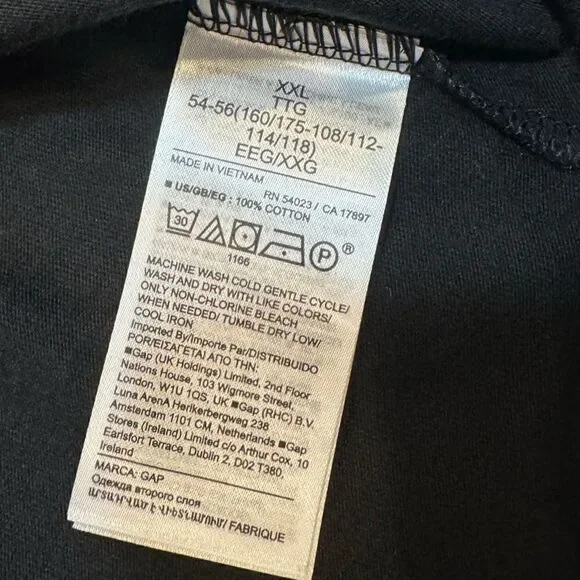 XXL
TTG
54-56(160/175-108/112-
114/118)
EEG/XXG
MADE IN VIETNAM
RN 54023 / CA 17897
■ US/GB/EG : 100% COTTON
30 P ®
1166
MACHINE WASH COLD GENTLE CYCLE/
WASH AND DRY WITH LIKE COLORS/
ONLY NON-CHLORINE BLEACH
WHEN NEEDED/ TUMBLE DRY LOW/
COOL IRON
Imported By/Importe Par/DISTRIBUIDO
POR/ΕΙΣΑΓΕΤΑΙ ΑΠΟ ΤΗΝ:
■Gap (UK Holdings) Limited, 2nd Floor
Nations House, 103 Wigmore Street,
London, W1U 1QS, UK ■Gap (RHC) B.V.
Luna ArenA Herikerbergweg 238
Amsterdam 1101 CM, Netherlands ■Gap
Stores (Ireland) Limited c/o Arthur Cox, 10
Earlsfort Terrace, Dublin 2, D02 T380,
Ireland
MARCA: GAP
Одежда второго слоя
ԱՐՏԱԴՐՎԱԾ Է ՎԻԵՏՆԱՄՈՒՄ/ FABRIQUE